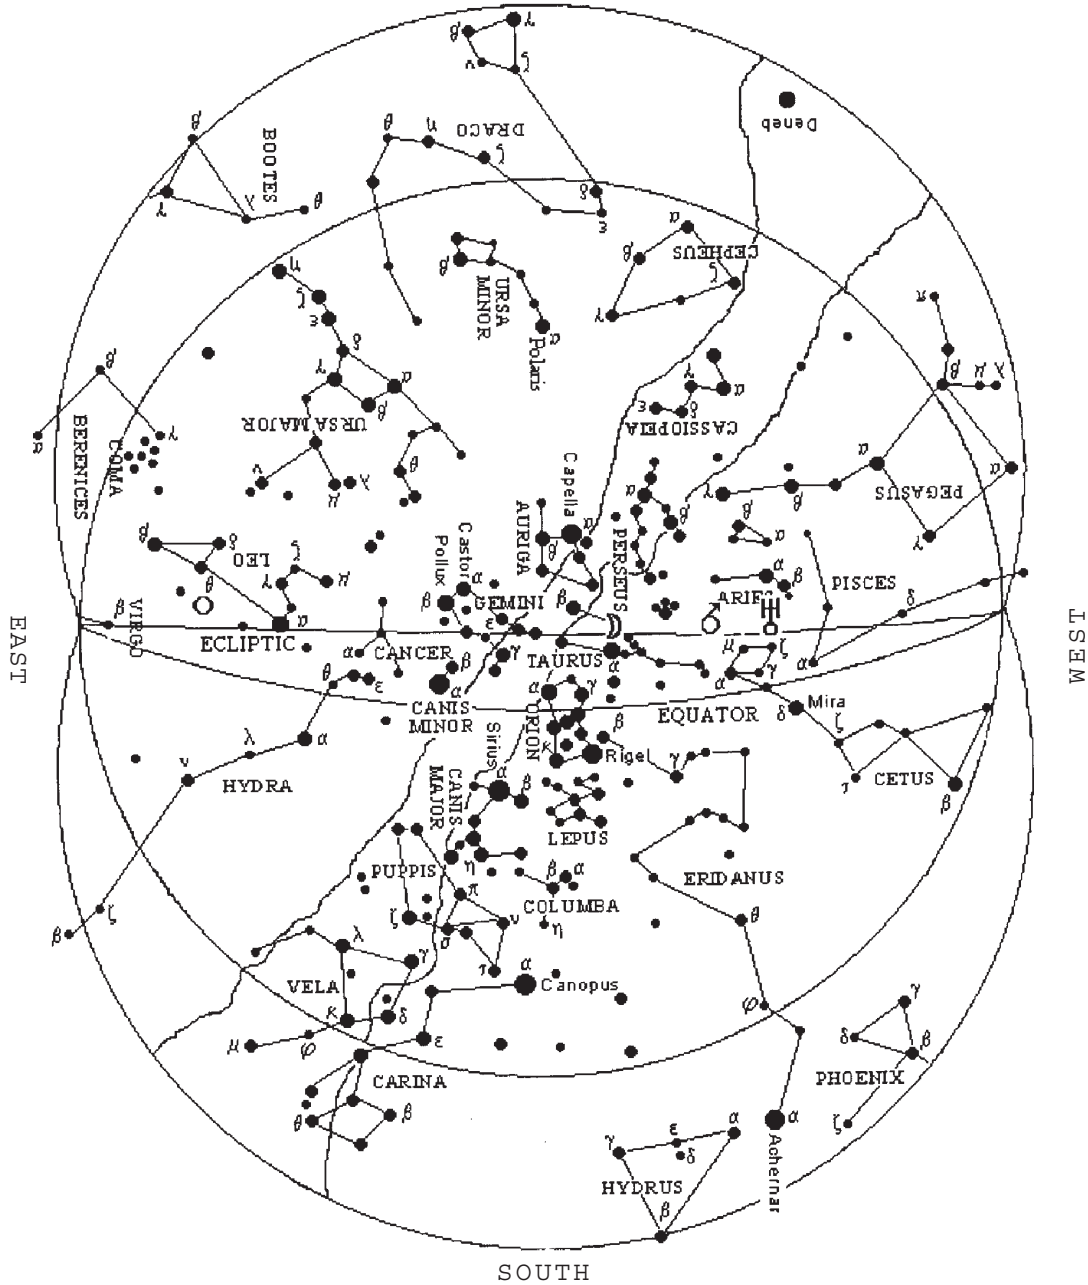 γ
β
ν
ξ
Deneb
DRACO
θ
η
ζ
β
BOOTES
γ
λ
θ
δ
ε
α
CEPHEUS
β
ζ
γ
η
ζ
ε
β
URSA
MINOR
α
Polaris
π
β
μ
λ
δ
γ
α
β
URSA MAJOR
γ
α
δ
ε
CASSIOPEIA
β
α
γ
BERENICES
COMA
ν
μ
λ
θ
Capella
α
β
PERSEUS
γ
β
α
α
PEGASUS
γ
β
δ
LEO
θ
ζ
γ
μ
α
Castor
Pollux
α
β
GEMINI
ε
γ
AURIGA
β
α
β
α
α
β
ARIES
PISCES
δ
α
EAST
WEST
β
VIRGO
ECLIPTIC
α
CANCER
TAURUS
α
μ
ζ
α
γ
θ
ε
β
α
CANIS
MINOR
ORION
α
γ
β
κ
Rigel
EQUATOR
δ
Mira
ζ
τ
CETUS
β
ν
λ
α
HYDRA
Sirius
α
β
CANIS
MAJOR
η
γ
LEPUS
ERIDANUS
PUPPIS
π
β
α
COLUMBA
η
ζ
σ
ν
τ
θ
β
ζ
λ
γ
VELA
α
Canopus
κ
δ
μ
φ
ε
φ
γ
δ
β
PHOENIX
ζ
CARINA
θ
β
α
Achernar
γ
ε
δ
α
HYDRUS
β
SOUTH